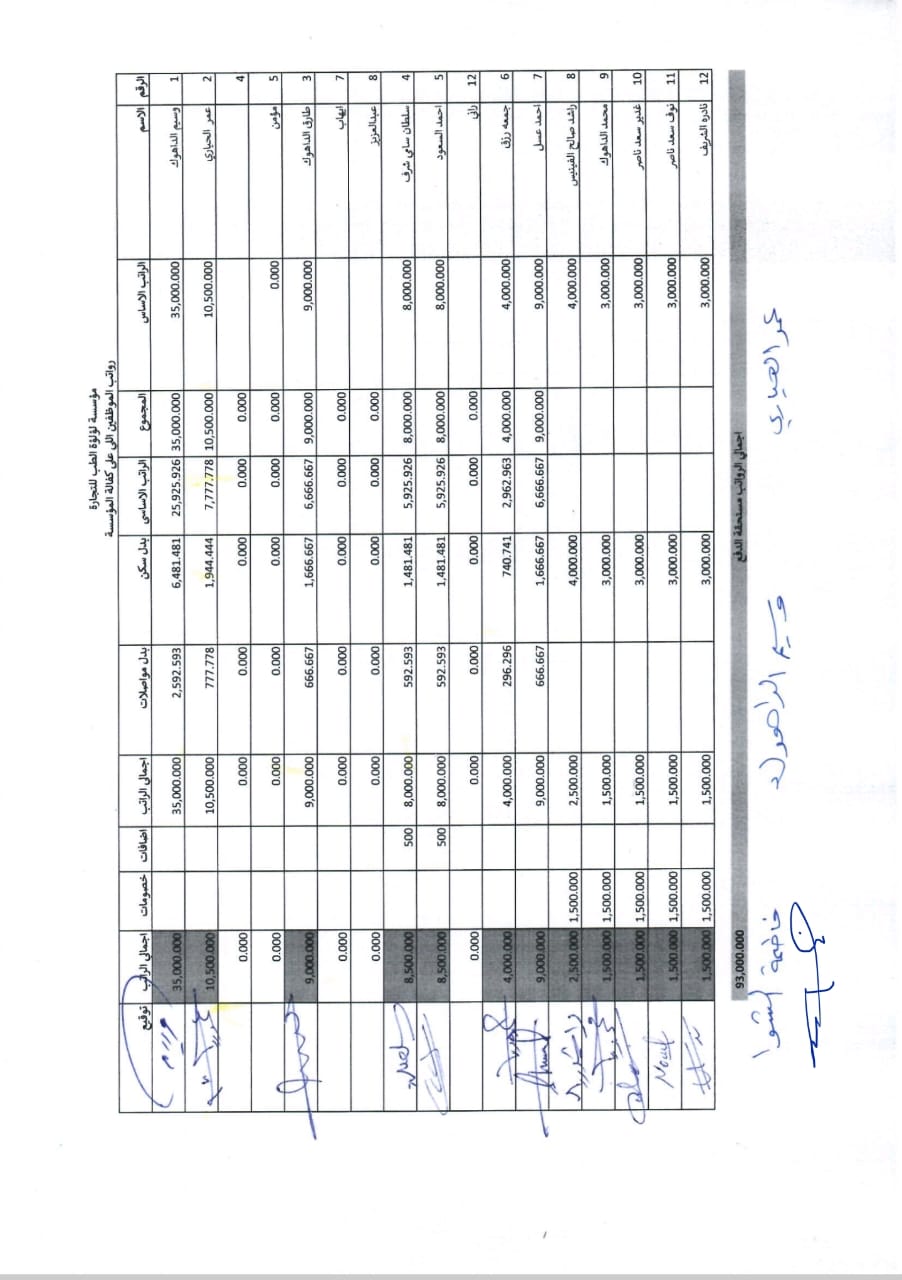 مؤسسة لؤلؤة الطب للتجارة
رواتب الموظفين الى على كفالة المؤسسة
الرقم الاسم الراتب الاساس المجموع الراتب الاساسي بدل سكن بدل مواصلات اجمالي الراتب اضافات خصومات اجمالي الراتب توقيع
1 وسيم الداهوك 35,000.000 35,000.000 25,925.926 6,481.481 2,592.593 35,000.000 35,000.000 وسيم
2 عمر الحياري 10,500.000 10,500.000 7,777.778 1,944.444 777.778 10,500.000 10,500.000
4 0.000 0.000 0.000 0.000 0.000 0.000
5 مؤمن 0.000 0.000 0.000 0.000 0.000 0.000 0.000
3 طارق الداهوك 9,000.000 9,000.000 6,666.667 1,666.667 666.667 9,000.000 9,000.000
7 ايهاب 0.000 0.000 0.000 0.000 0.000 0.000
8 عبدالعزيز 0.000 0.000 0.000 0.000 0.000 0.000
4 سلطان سامي شرف 8,000.000 8,000.000 5,925.926 1,481.481 592.593 8,000.000 500 8,500.000
5 احمد السعود 8,000.000 8,000.000 5,925.926 1,481.481 592.593 8,000.000 500 8,500.000
12 راني 0.000 0.000 0.000 0.000 0.000 0.000
6 جمعه رزق 4,000.000 4,000.000 2,962.963 740.741 296.296 4,000.000 4,000.000
7 احمد عسل 9,000.000 9,000.000 6,666.667 1,666.667 666.667 9,000.000 9,000.000
8 راشد صالح الفينيس 4,000.000 4,000.000 2,500.000 1,500.000 2,500.000
9 محمد الداهوك 3,000.000 3,000.000 1,500.000 1,500.000 1,500.000
10 غدير سعد ناصر 3,000.000 3,000.000 1,500.000 1,500.000 1,500.000
11 نوف سعد ناصر 3,000.000 3,000.000 1,500.000 1,500.000 1,500.000 Nouf
12 نادره الشريف 3,000.000 3,000.000 1,500.000 1,500.000 1,500.000
اجمالي الرواتب مستحقة الدفع 93,000.000
عمر الحياري وسيم الداهوك فاطمة